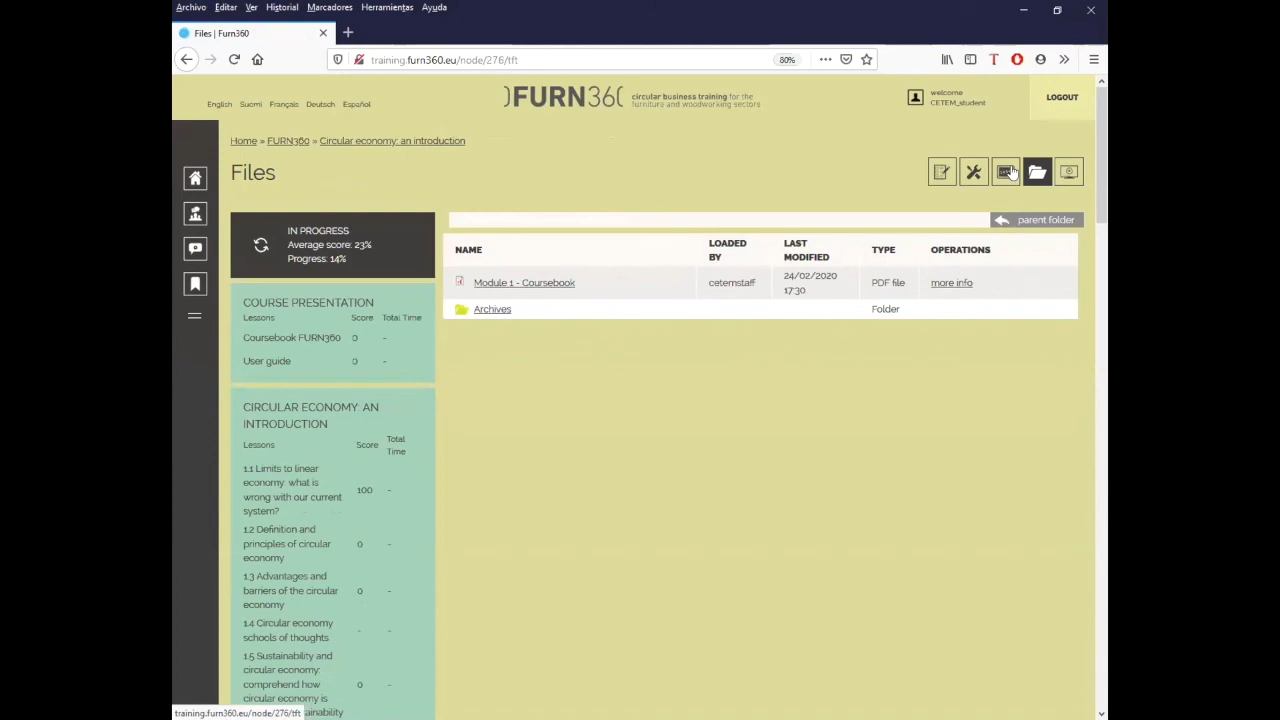 Archivo Editar Ver Historial Marcadores Herramientas Ayuda
Files | Furn360
training.furn360.eu/node/276/tft
80%
English Suomi Français Deutsch Español
FURN360 circular business training for the
furniture and woodworking sectors
welcome
CETEM_student
LOGOUT
Home » FURN360 » Circular economy: an introduction
Files
IN PROGRESS
Average score: 23%
Progress: 14%
parent folder
NAME LOADED BY LAST MODIFIED TYPE OPERATIONS
Module 1 - Coursebook cetemstaff 24/02/2020 17:30 PDF file more info
Archives Folder
COURSE PRESENTATION
Lessons Score Total Time
Coursebook FURN360 0 -
User guide 0 -
CIRCULAR ECONOMY: AN
INTRODUCTION
Lessons Score Total Time
1.1 Limits to linear
economy: what is
wrong with our current
system?
100 -
1.2 Definition and
principles of circular
economy
0 -
1.3 Advantages and
barriers of the circular
economy
0 -
1.4 Circular economy
schools of thoughts
- -
1.5 Sustainability and
circular economy:
comprehend how
circular economy is
0 -
training.furn360.eu/node/276/tft